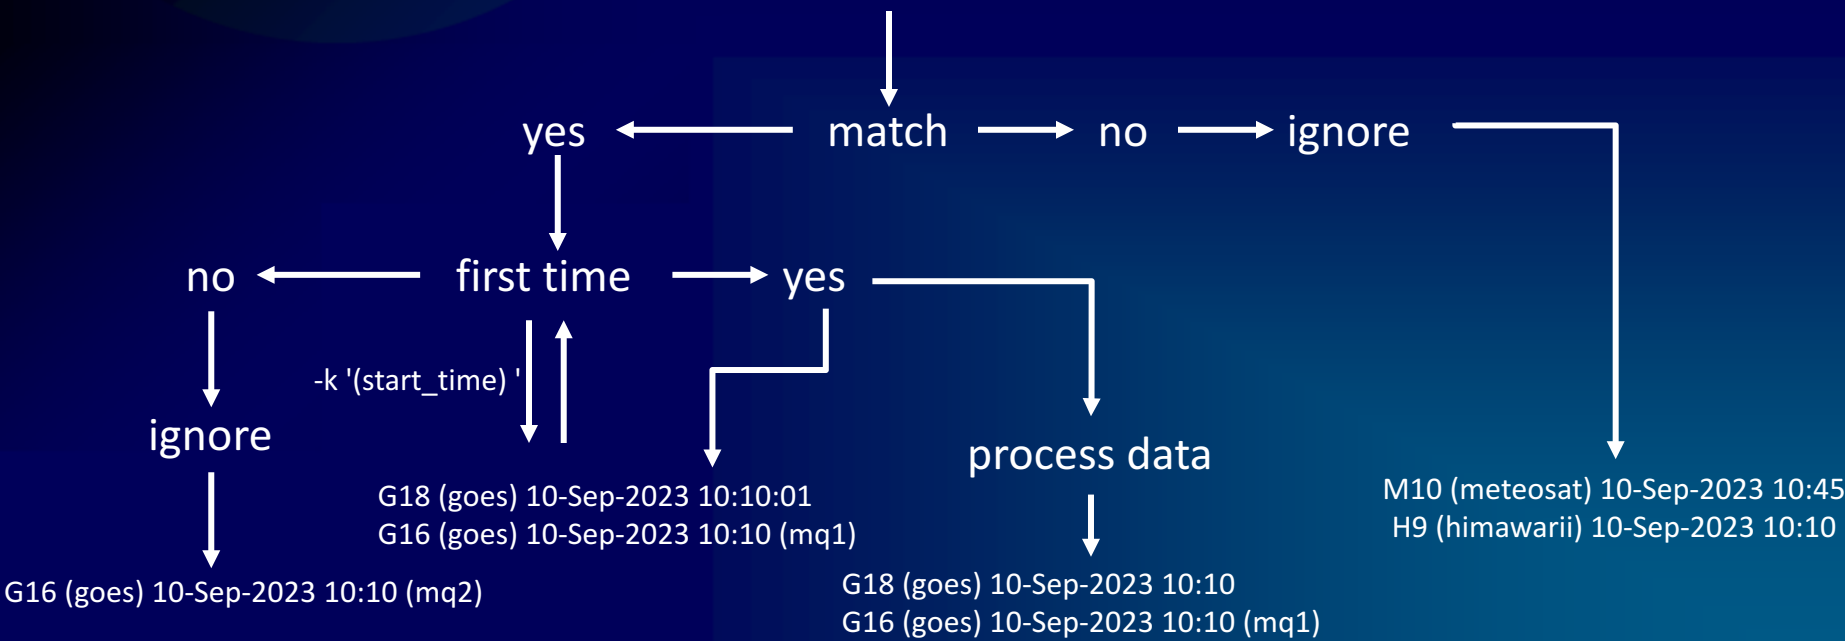 yes
match
no
ignore
no
first time
yes
-k '(start_time) '
ignore
process data
G18 (goes) 10-Sep-2023 10:10:01
G16 (goes) 10-Sep-2023 10:10 (mq1)
M10 (meteosat) 10-Sep-2023 10:45
H9 (himawarii) 10-Sep-2023 10:10
G16 (goes) 10-Sep-2023 10:10 (mq2)
G18 (goes) 10-Sep-2023 10:10
G16 (goes) 10-Sep-2023 10:10 (mq1)